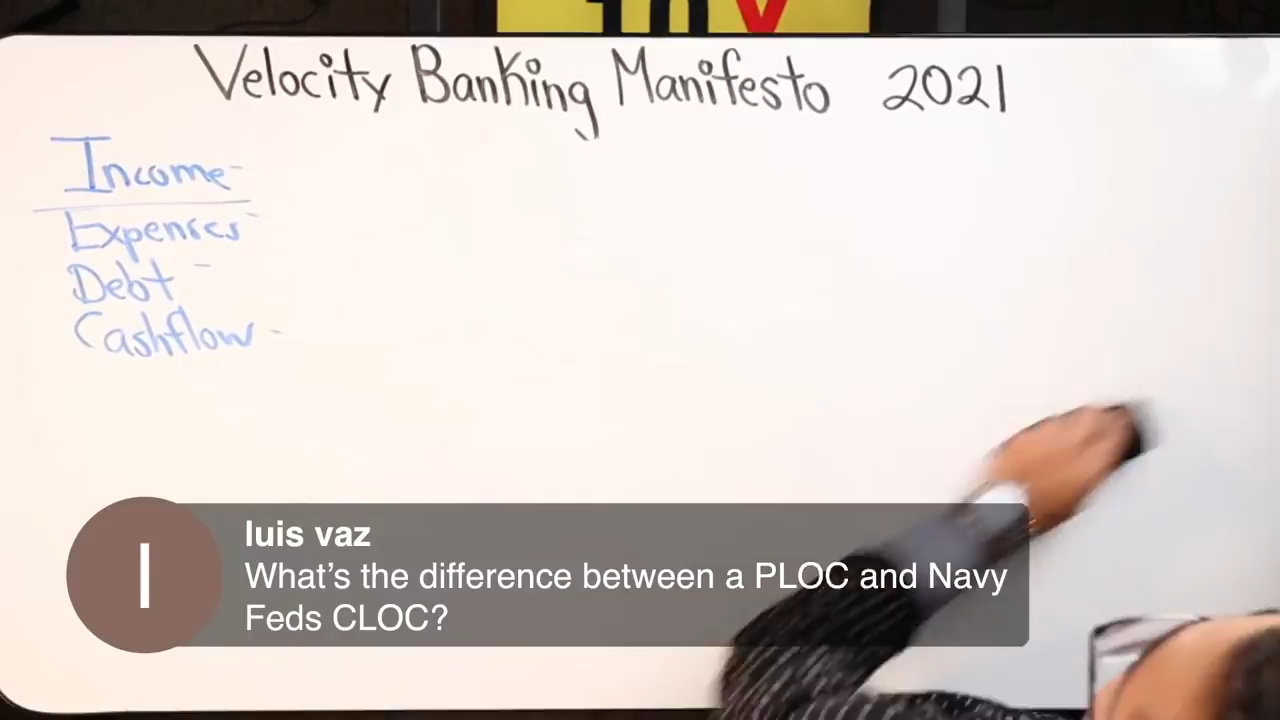 Velocity Banking Manifesto 2021
Income -
Expenses -
Debt -
Cashflow -
l
luis vaz
What's the difference between a PLOC and Navy
Feds CLOC?